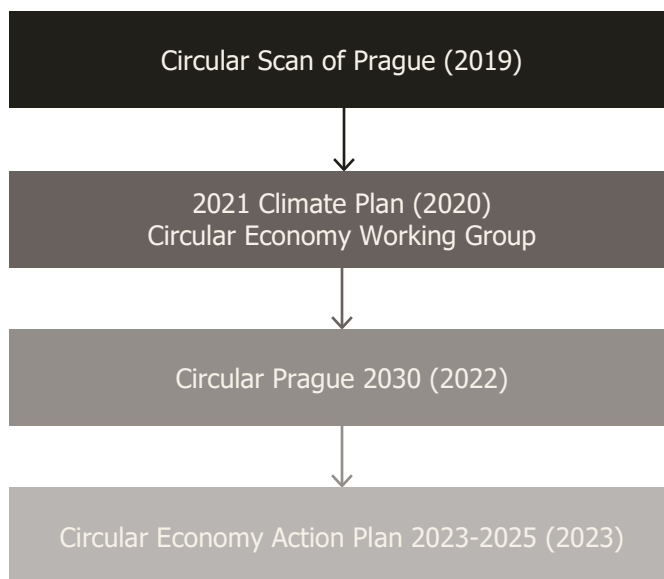 Circular Scan of Prague (2019)
2021 Climate Plan (2020)
Circular Economy Working Group
Circular Prague 2030 (2022)
Circular Economy Action Plan 2023-2025 (2023)